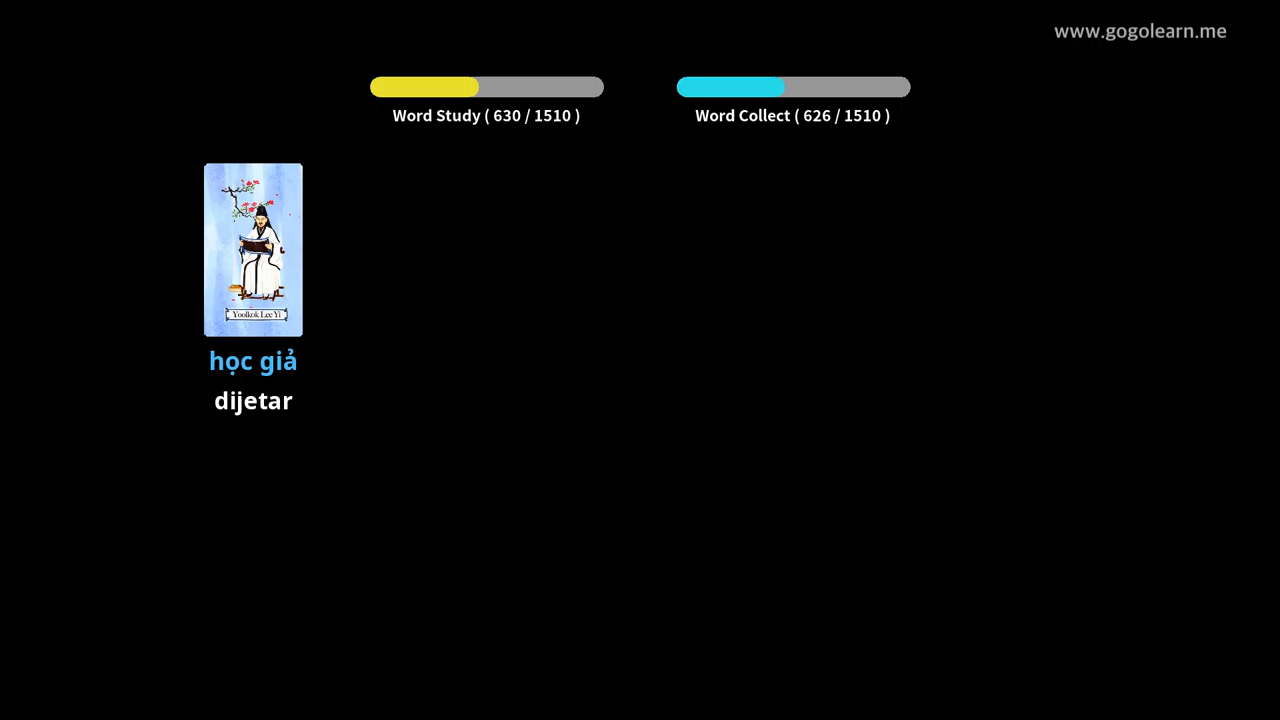 www.gogolearn.me
Word Study ( 630 / 1510 )
Word Collect ( 626 / 1510 )
Yoolkok Lee Yi
học giả
dijetar